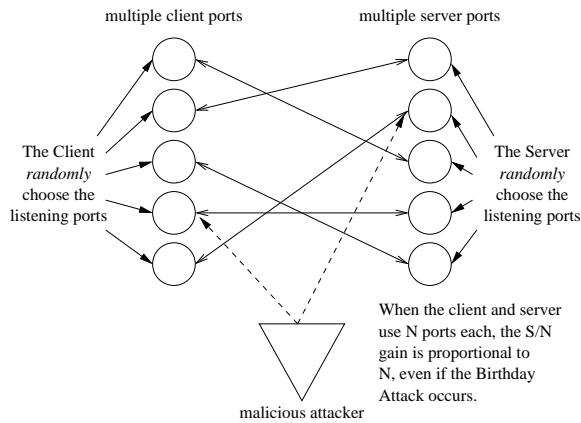 multiple client ports
multiple server ports
The Client
randomly
choose the
listening ports
The Server
randomly
choose the
listening ports
When the client and server
use N ports each, the S/N
gain is proportional to
N, even if the Birthday
Attack occurs.
malicious attacker